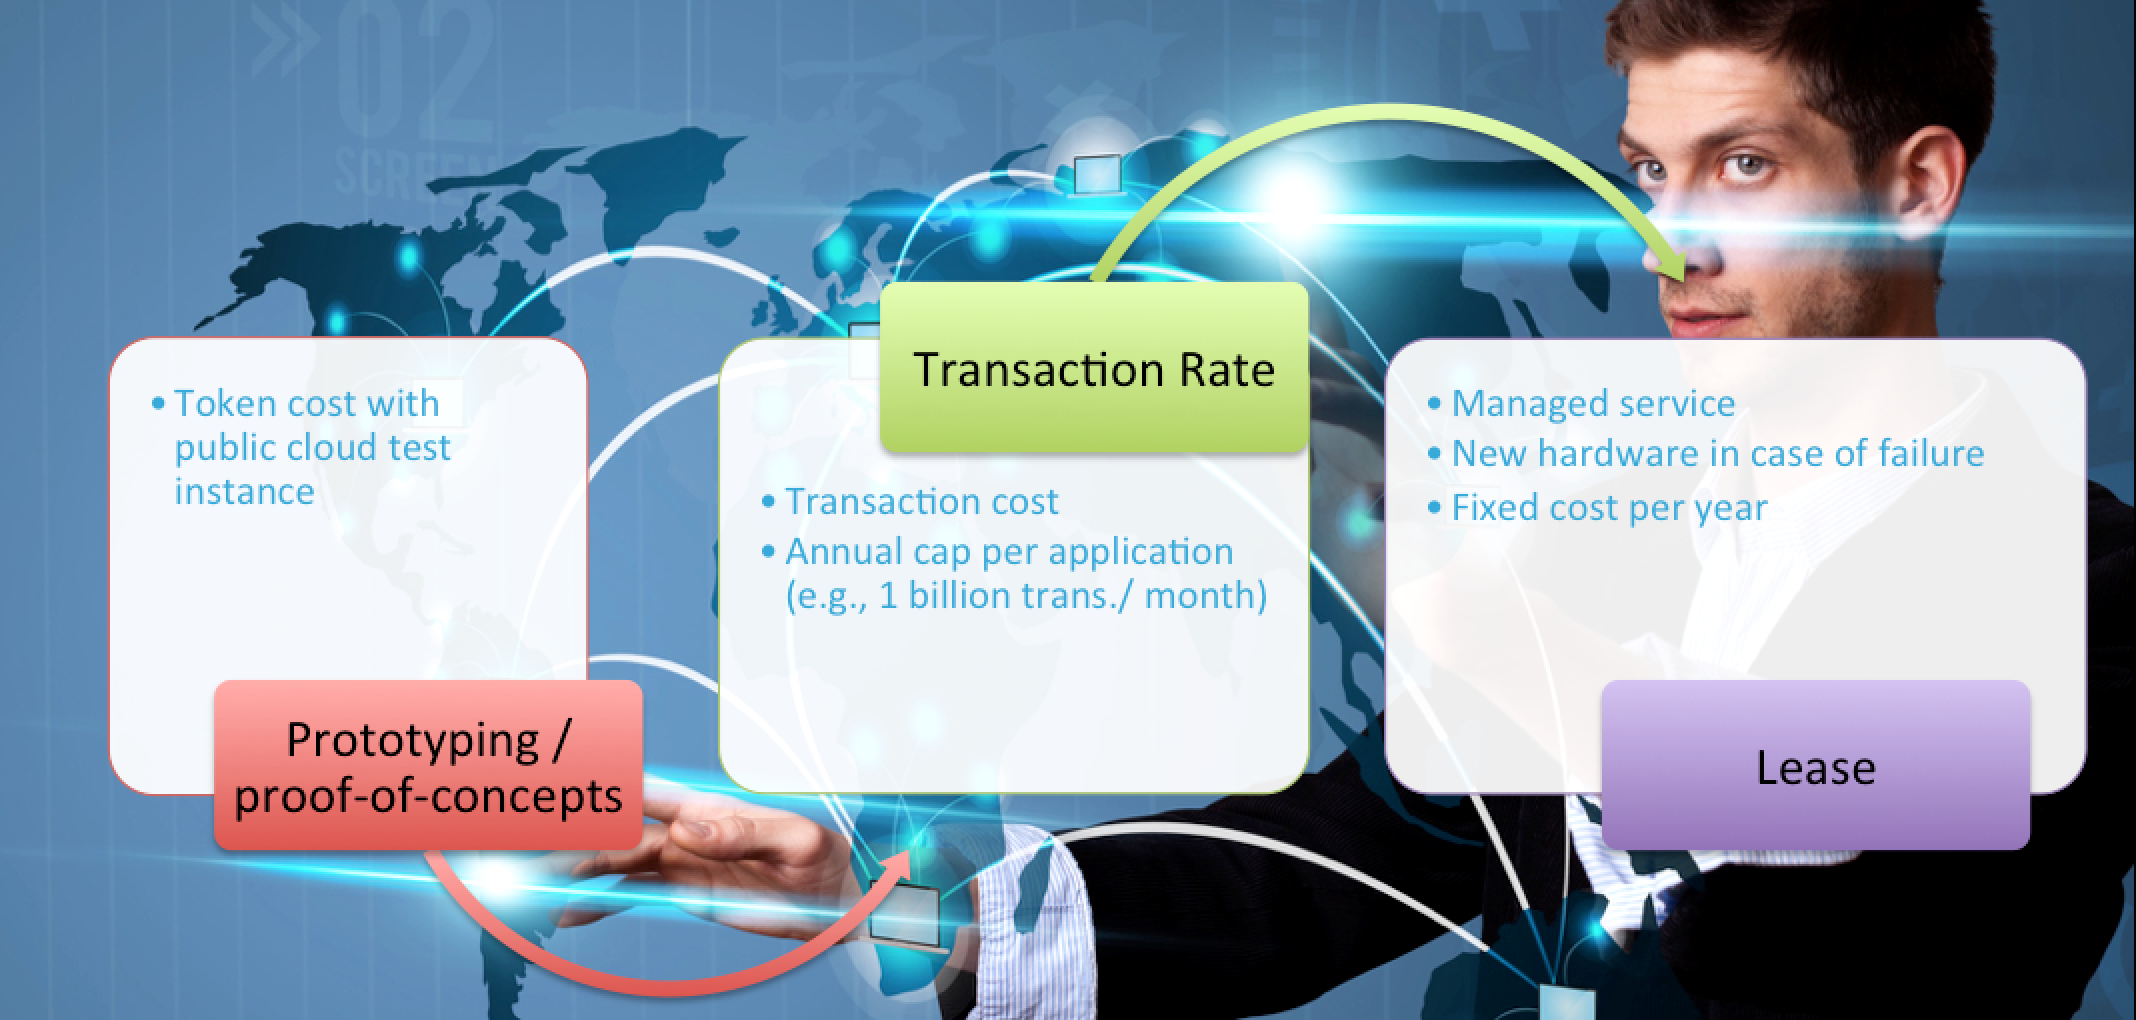 02
SCREEN
• Token cost with
public cloud test
instance
Prototyping /
proof-of-concepts
Transaction Rate
• Transaction cost
• Annual cap per application
(e.g., 1 billion trans./ month)
• Managed service
• New hardware in case of failure
• Fixed cost per year
Lease